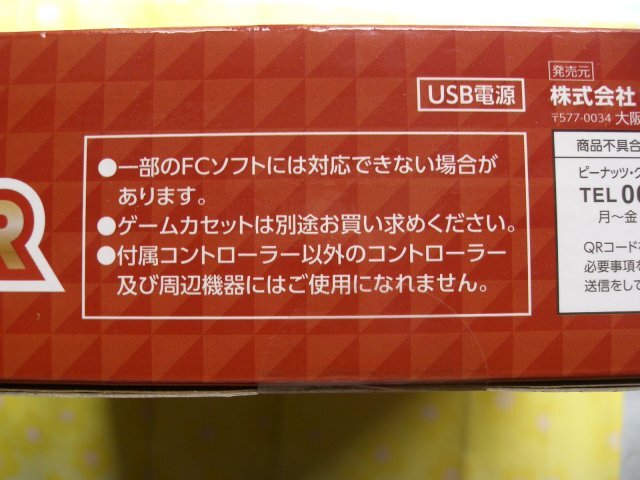 R
USB電源
●一部のFCソフトには対応できない場合が
あります。
●ゲームカセットは別途お買い求めください。
●付属コントローラー以外のコントローラー
及び周辺機器にはご使用になれません。
発売元
株式会社
〒577-0034 大阪
商品不具合
ピーナッツ・ク
TEL 00
月〜金
QRコード
必要事項を
送信をして